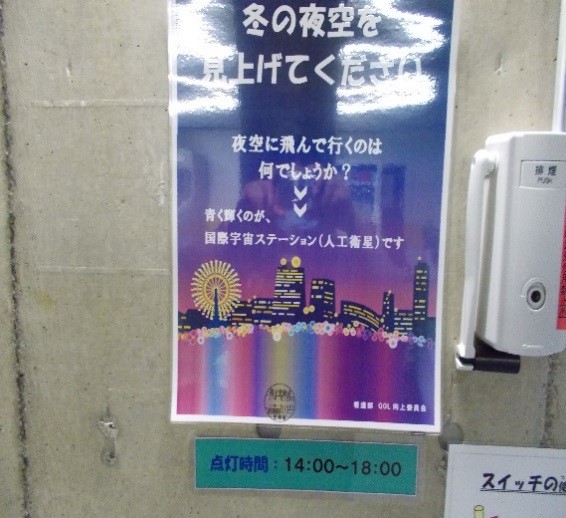 冬の夜空を
見上げてください
夜空に飛んで行くのは
何でしょうか？
青く輝くのが、
国際宇宙ステーション（人工衛星）です
看護部 QOL向上委員会
点灯時間：14:00～18:00
排煙
PUSH
スイッチの